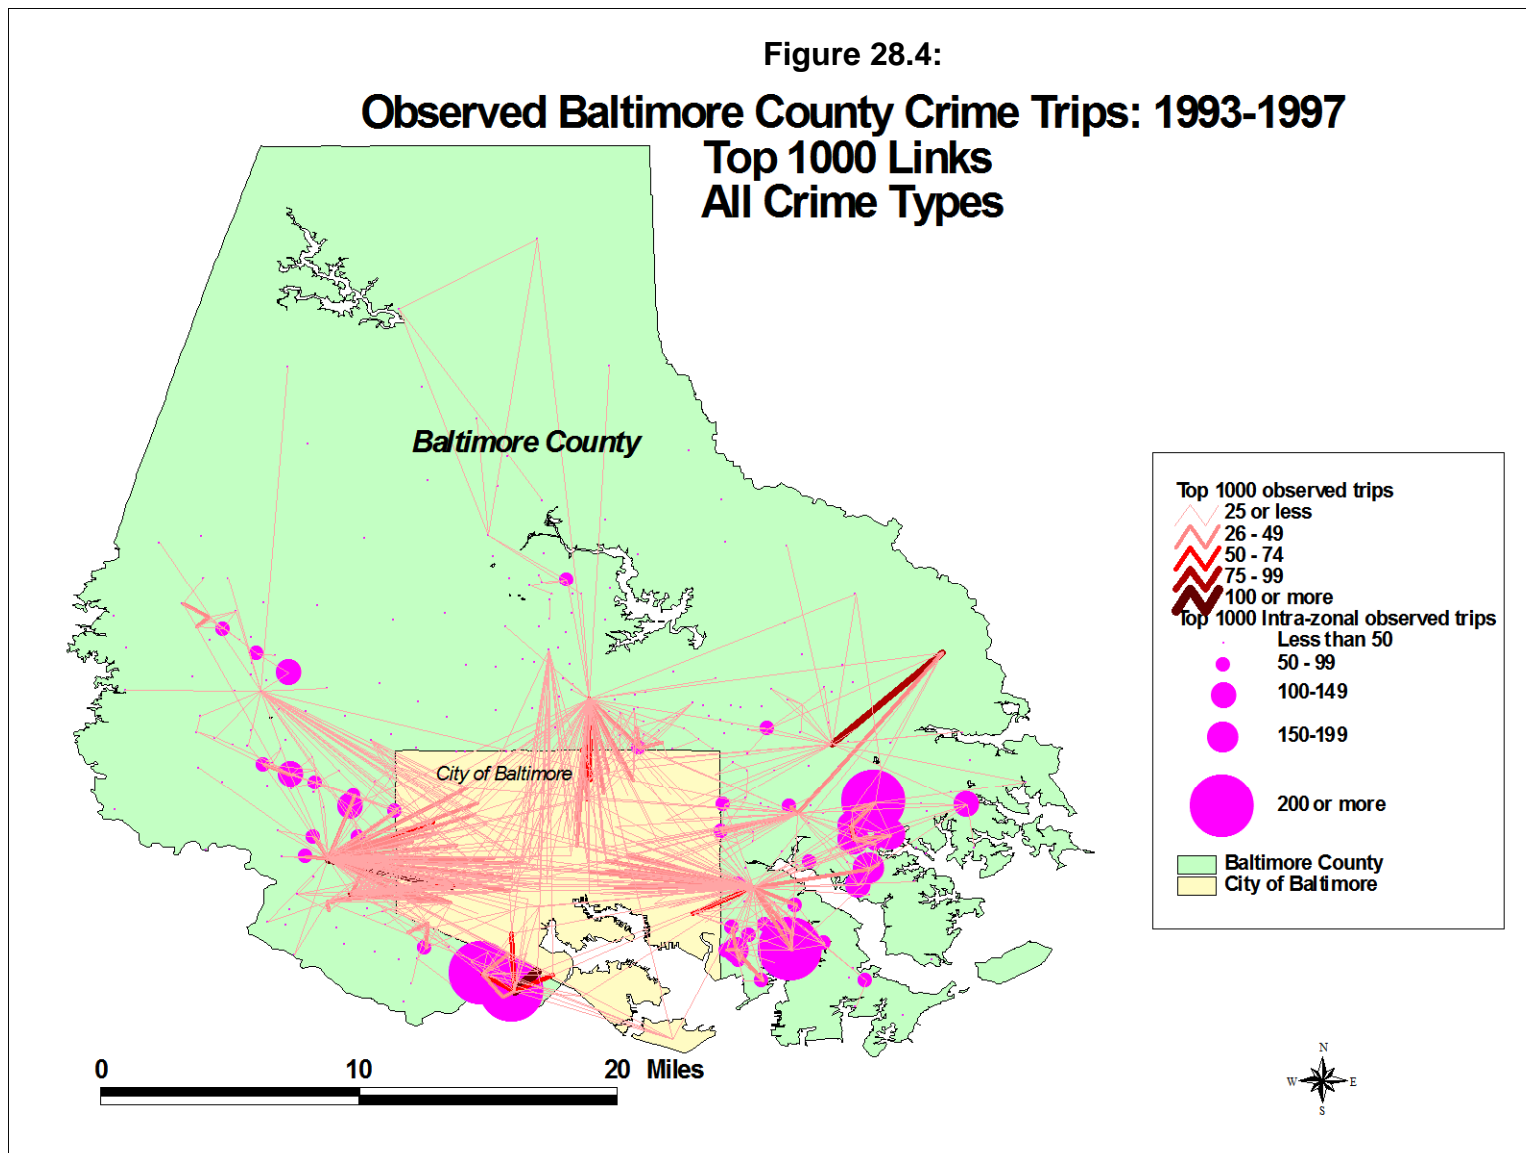 Figure 28.4:
Observed Baltimore County Crime Trips: 1993-1997
Top 1000 Links
All Crime Types
Baltimore County
City of Baltimore
Top 1000 observed trips
25 or less
26 - 49
50 - 74
75 - 99
100 or more
Top 1000 Intra-zonal observed trips
Less than 50
50 - 99
100-149
150-199
200 or more
Baltimore County
City of Baltimore
0 10 20 Miles
N
W E
S